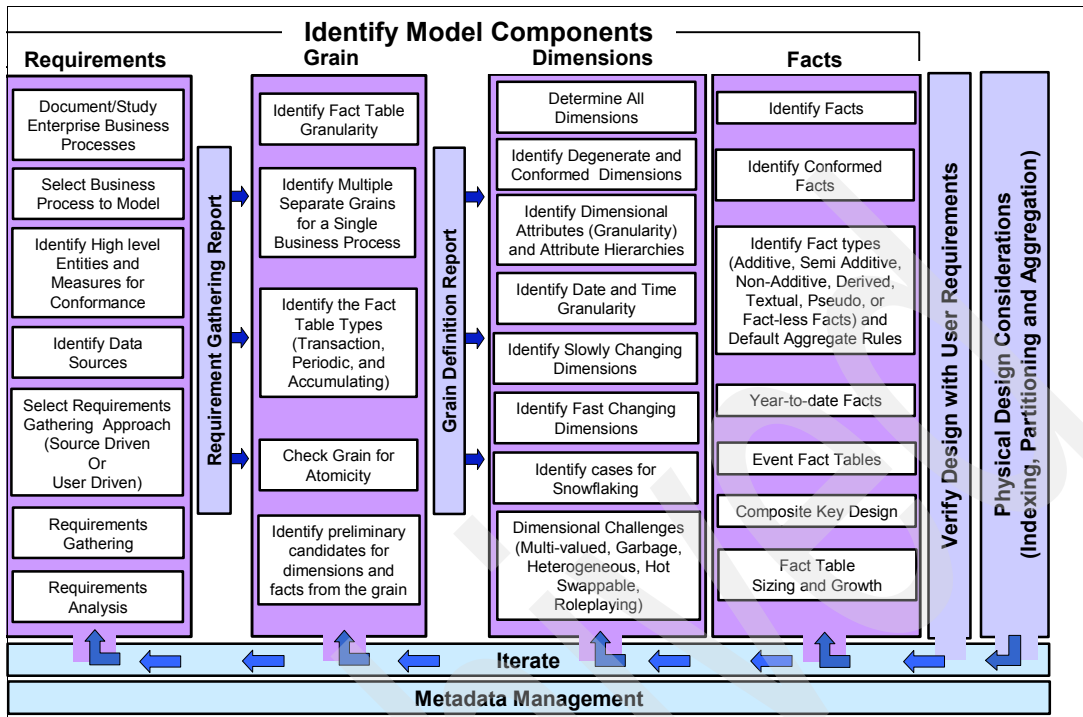 Identify Model Components
Requirements
Document/Study
Enterprise Business
Processes
Select Business
Process to Model
Identify High level
Entities and
Measures for
Conformance
Identify Data
Sources
Select Requirements
Gathering Approach
(Source Driven
Or
User Driven)
Requirements
Gathering
Requirements
Analysis
Requirement Gathering Report
Grain
Identify Fact Table
Granularity
Identify Multiple
Separate Grains
for a Single
Business Process
Identify the Fact
Table Types
(Transaction,
Periodic, and
Accumulating)
Check Grain for
Atomicity
Identify preliminary
candidates for
dimensions and
facts from the grain
Grain Definition Report
Dimensions
Determine All
Dimensions
Identify Degenerate and
Conformed Dimensions
Identify Dimensional
Attributes (Granularity)
and Attribute Hierarchies
Identify Date and Time
Granularity
Identify Slowly Changing
Dimensions
Identify Fast Changing
Dimensions
Identify cases for
Snowflaking
Dimensional Challenges
(Multi-valued, Garbage,
Heterogeneous, Hot
Swappable,
Roleplaying)
Facts
Identify Facts
Identify Conformed
Facts
Identify Fact types
(Additive, Semi Additive,
Non-Additive, Derived,
Textual, Pseudo, or
Fact-less Facts) and
Default Aggregate Rules
Year-to-date Facts
Event Fact Tables
Composite Key Design
Fact Table
Sizing and Growth
Verify Design with User Requirements
Physical Design Considerations
(Indexing, Partitioning and Aggregation)
Iterate
Metadata Management